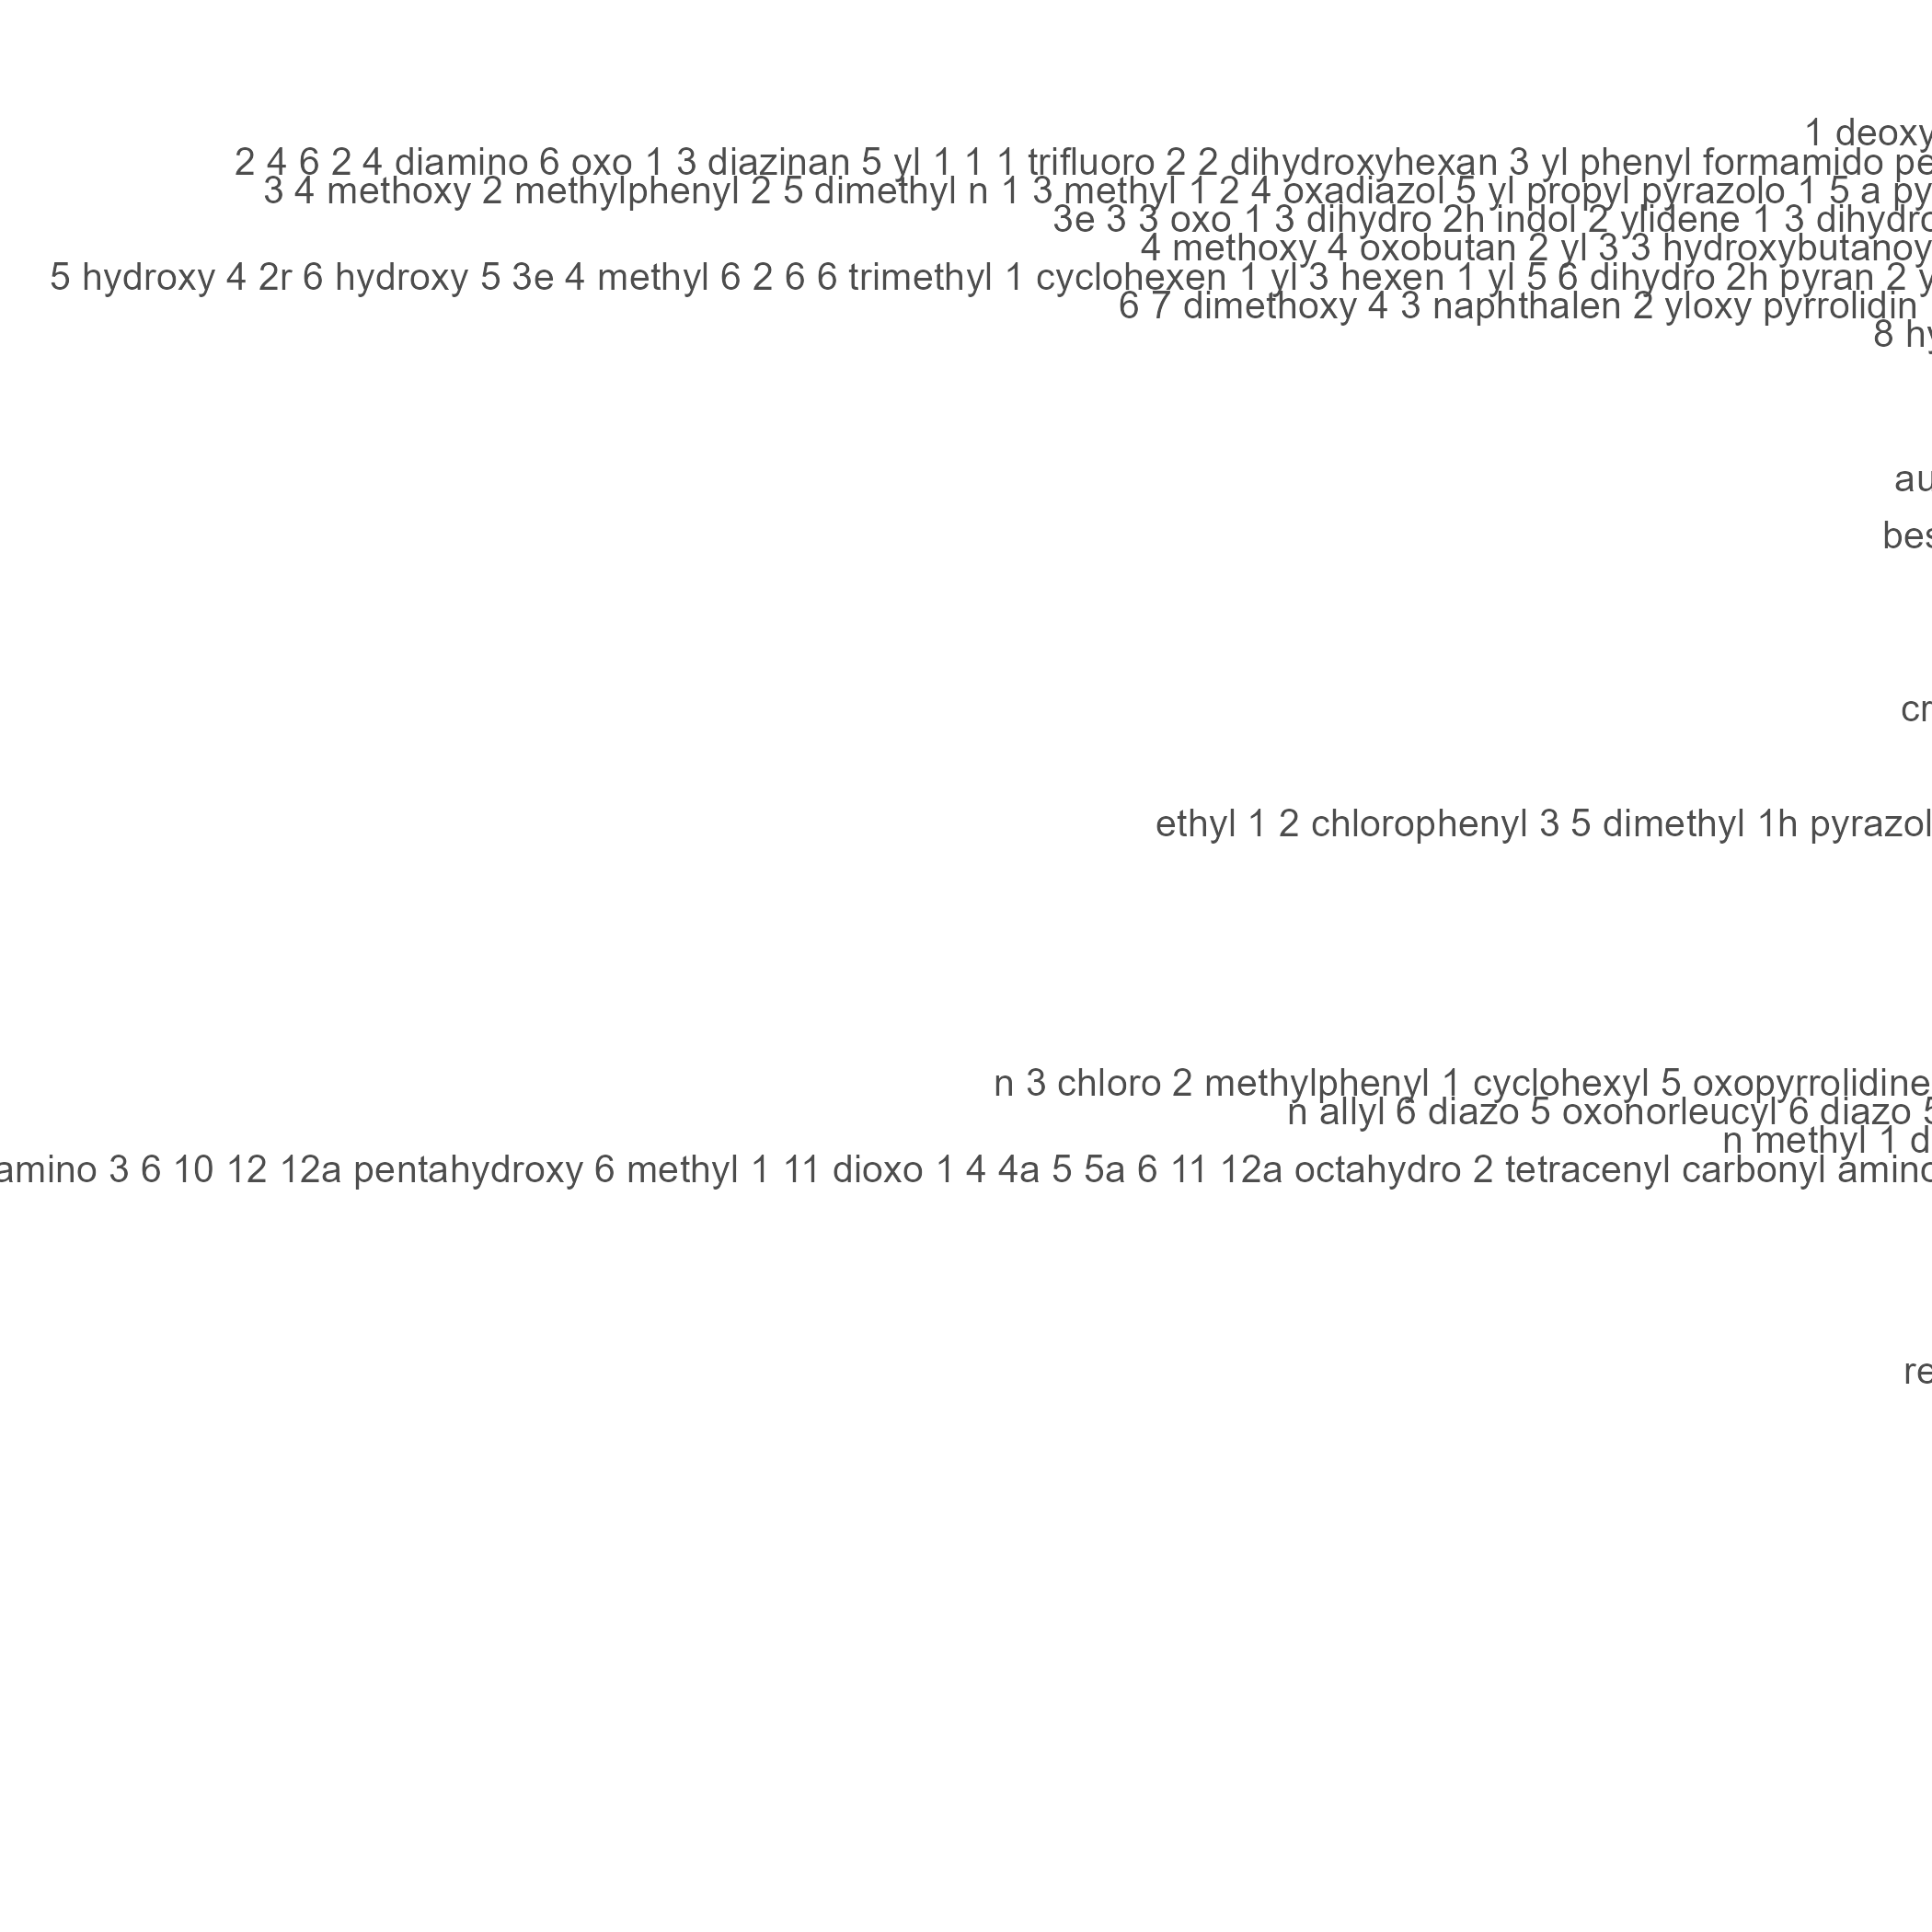 1 deoxy
2 4 6 2 4 diamino 6 oxo 1 3 diazinan 5 yl 1 1 1 trifluoro 2 2 dihydroxyhexan 3 yl phenyl formamido pe
3 4 methoxy 2 methylphenyl 2 5 dimethyl n 1 3 methyl 1 2 4 oxadiazol 5 yl propyl pyrazolo 1 5 a py
3e 3 3 oxo 1 3 dihydro 2h indol 2 ylidene 1 3 dihydro
4 methoxy 4 oxobutan 2 yl 3 3 hydroxybutanoy
5 hydroxy 4 2r 6 hydroxy 5 3e 4 methyl 6 2 6 6 trimethyl 1 cyclohexen 1 yl 3 hexen 1 yl 5 6 dihydro 2h pyran 2 y
6 7 dimethoxy 4 3 naphthalen 2 yloxy pyrrolidin
8 hy
au
bes
cr
ethyl 1 2 chlorophenyl 3 5 dimethyl 1h pyrazol
n 3 chloro 2 methylphenyl 1 cyclohexyl 5 oxopyrrolidine
n allyl 6 diazo 5 oxonorleucyl 6 diazo 5
n methyl 1 d
amino 3 6 10 12 12a pentahydroxy 6 methyl 1 11 dioxo 1 4 4a 5 5a 6 11 12a octahydro 2 tetracenyl carbonyl amino
re